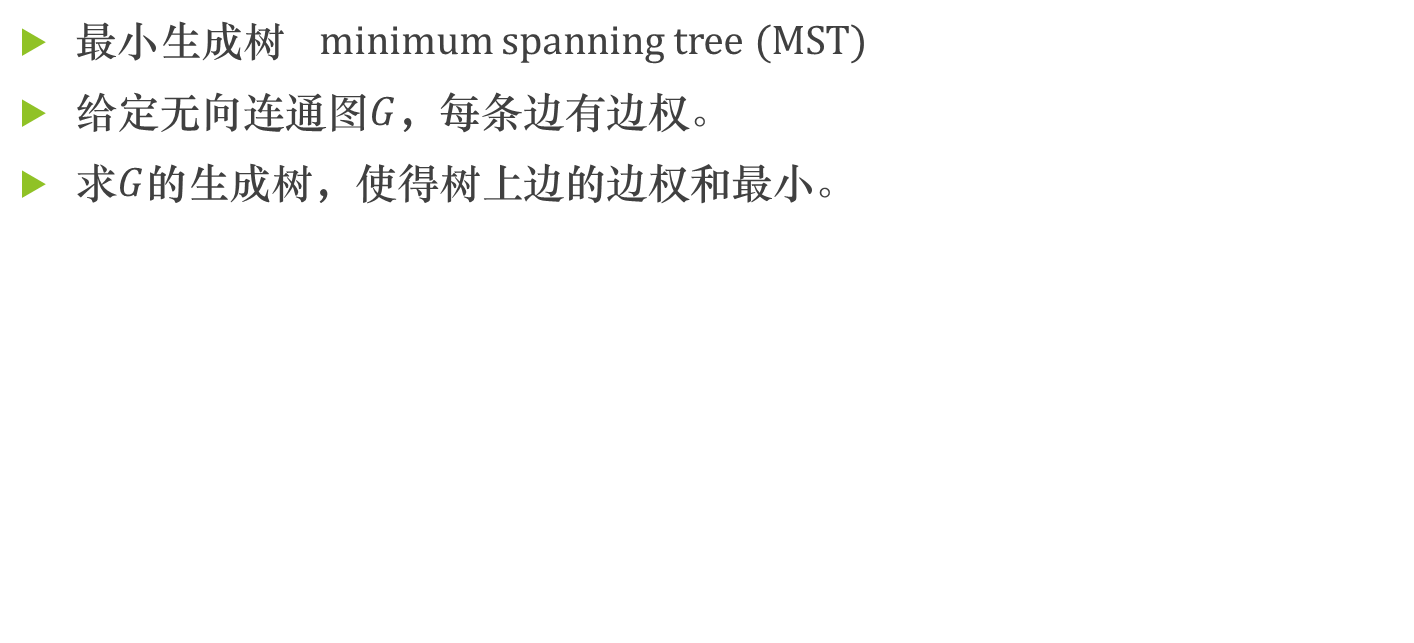 最小生成树 minimum spanning tree (MST)
给定无向连通图G，每条边有边权。
求G的生成树，使得树上边的边权和最小。